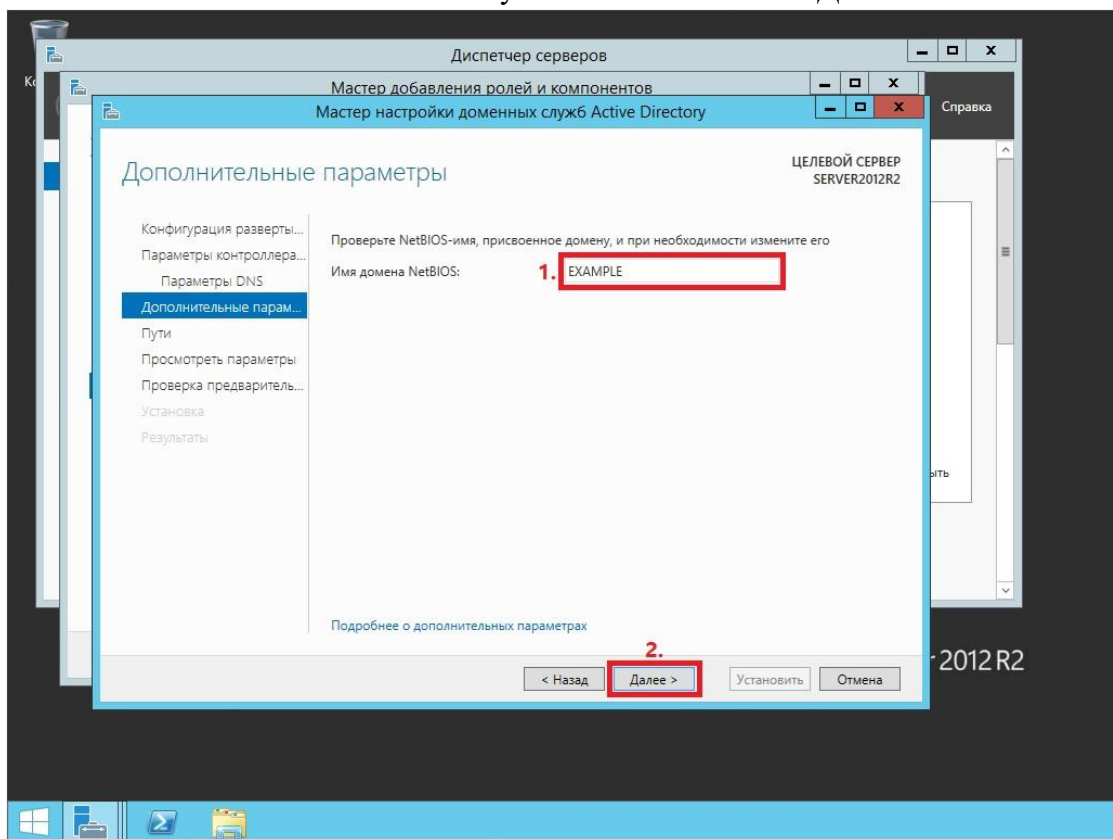 Диспетчер серверов
Мастер добавления ролей и компонентов
Мастер настройки доменных служб Active Directory
Справка
Дополнительные параметры
ЦЕЛЕВОЙ СЕРВЕР
SERVER2012R2
Конфигурация разверты...
Параметры контроллера...
Параметры DNS
Дополнительные парам...
Пути
Просмотреть параметры
Проверка предваритель...
Установка
Результаты
Проверьте NetBIOS-имя, присвоенное домену, и при необходимости измените его
Имя домена NetBIOS: 1. EXAMPLE
Подробнее о дополнительных параметрах
2.
< Назад Далее > Установить Отмена
2012 R2